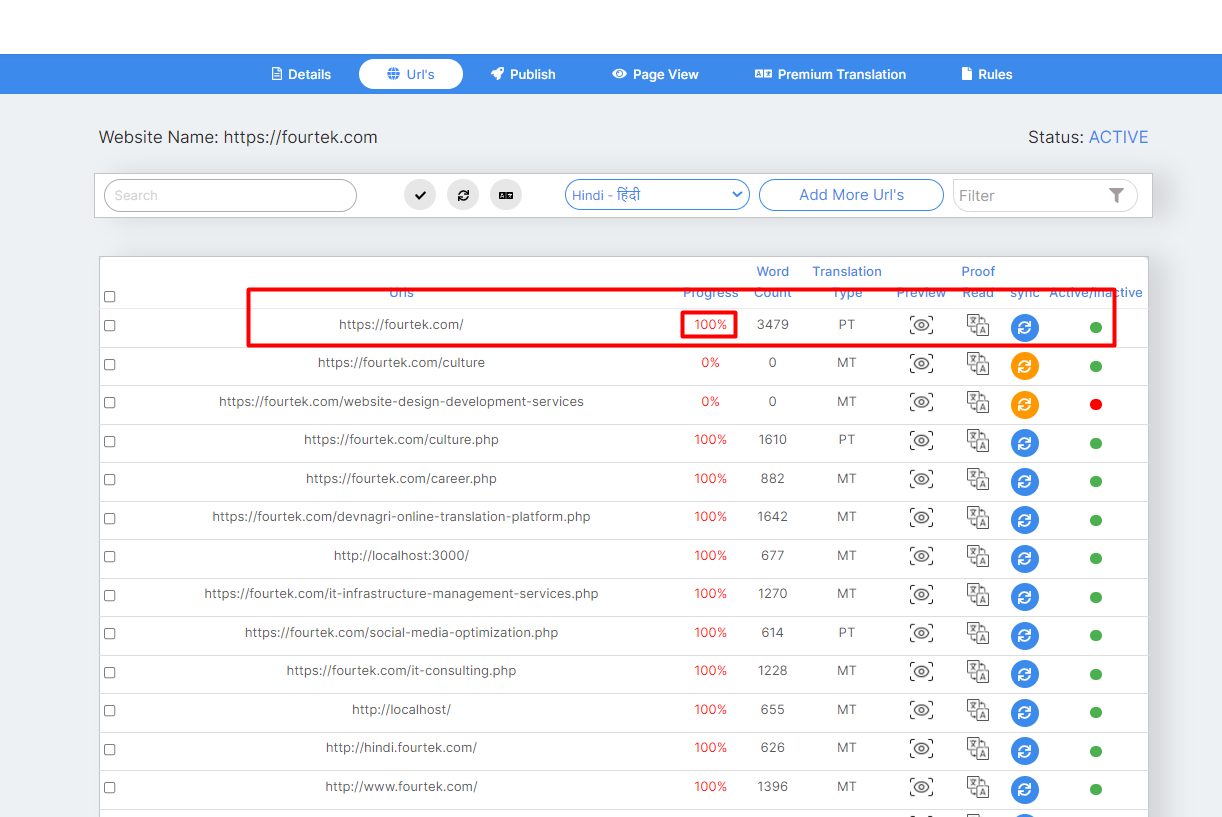 Details Url's Publish Page View Premium Translation Rules
Website Name: https://fourtek.com Status: ACTIVE
Search Hindi - हिंदी Add More Url's Filter
Word Translation Proof
Urls Progress Count Type Preview Read sync Active/Inactive
https://fourtek.com/ 100% 3479 PT
https://fourtek.com/culture 0% 0 MT
https://fourtek.com/website-design-development-services 0% 0 MT
https://fourtek.com/culture.php 100% 1610 PT
https://fourtek.com/career.php 100% 882 MT
https://fourtek.com/devnagri-online-translation-platform.php 100% 1642 MT
http://localhost:3000/ 100% 677 MT
https://fourtek.com/it-infrastructure-management-services.php 100% 1270 MT
https://fourtek.com/social-media-optimization.php 100% 614 PT
https://fourtek.com/it-consulting.php 100% 1228 MT
http://localhost/ 100% 655 MT
http://hindi.fourtek.com/ 100% 626 MT
http://www.fourtek.com/ 100% 1396 MT